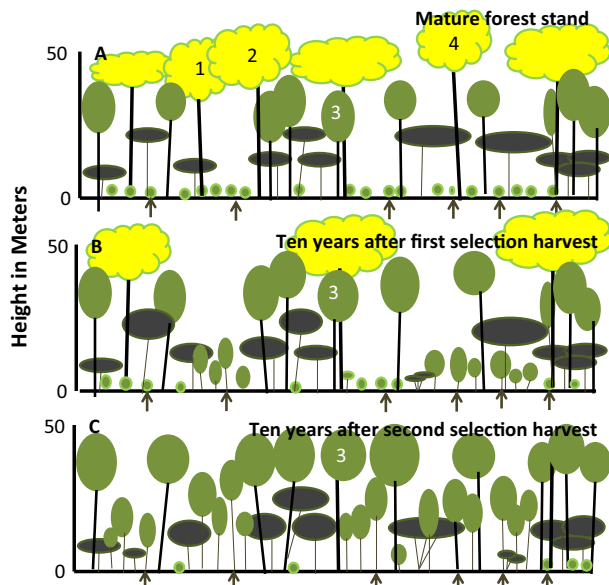 Mature forest stand
50
A
1
2
4
3
0
Height in Meters
50
B
Ten years after first selection harvest
3
0
50
C
Ten years after second selection harvest
3
0